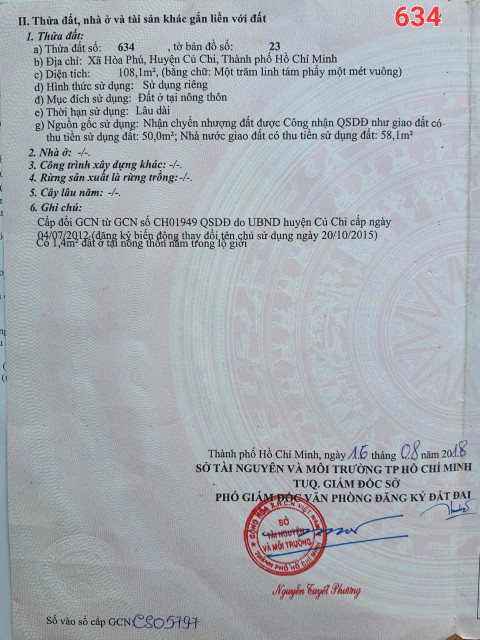 634
II. Thửa đất, nhà ở và tài sản khác gắn liền với đất
1. Thửa đất:
a) Thửa đất số: 634 , tờ bản đồ số: 23
b) Địa chỉ: Xã Hòa Phú, Huyện Củ Chi, Thành phố Hồ Chí Minh
c) Diện tích: 108,1m², (bằng chữ: Một trăm linh tám phẩy một mét vuông)
d) Hình thức sử dụng: Sử dụng riêng
đ) Mục đích sử dụng: Đất ở tại nông thôn
e) Thời hạn sử dụng: Lâu dài
g) Nguồn gốc sử dụng: Nhận chyển nhượng đất được Công nhận QSDĐ như giao đất có
thu tiền sử dụng đất: 50,0m²; Nhà nước giao đất có thu tiền sử dụng đất: 58,1m²
2. Nhà ở: -/-.
3. Công trình xây dựng khác: -/-.
4. Rừng sản xuất là rừng trồng: -/-.
5. Cây lâu năm: -/-.
6. Ghi chú:
Cấp đổi GCN từ GCN số CH01949 QSDĐ do UBND huyện Củ Chi cấp ngày
04/07/2012 (đăng ký biến động thay đổi tên chủ sử dụng ngày 20/10/2015)
Có 1,4m² đất ở tại nông thôn nằm trong lộ giới
Thành phố Hồ Chí Minh, ngày 16 tháng 08 năm 2018
SỞ TÀI NGUYÊN VÀ MÔI TRƯỜNG TP HỒ CHÍ MINH
TUQ. GIÁM ĐỐC SỞ
PHÓ GIÁM ĐỐC VĂN PHÒNG ĐĂNG KÝ ĐẤT ĐAI
CỘNG HÒA X.H.C.N VIỆT NAM
SỞ
TÀI NGUYÊN
VÀ MÔI TRƯỜNG
THÀNH PHỐ HỒ CHÍ MINH
Nguyễn Tuyết Phương
Số vào sổ cấp GCN: CS05797